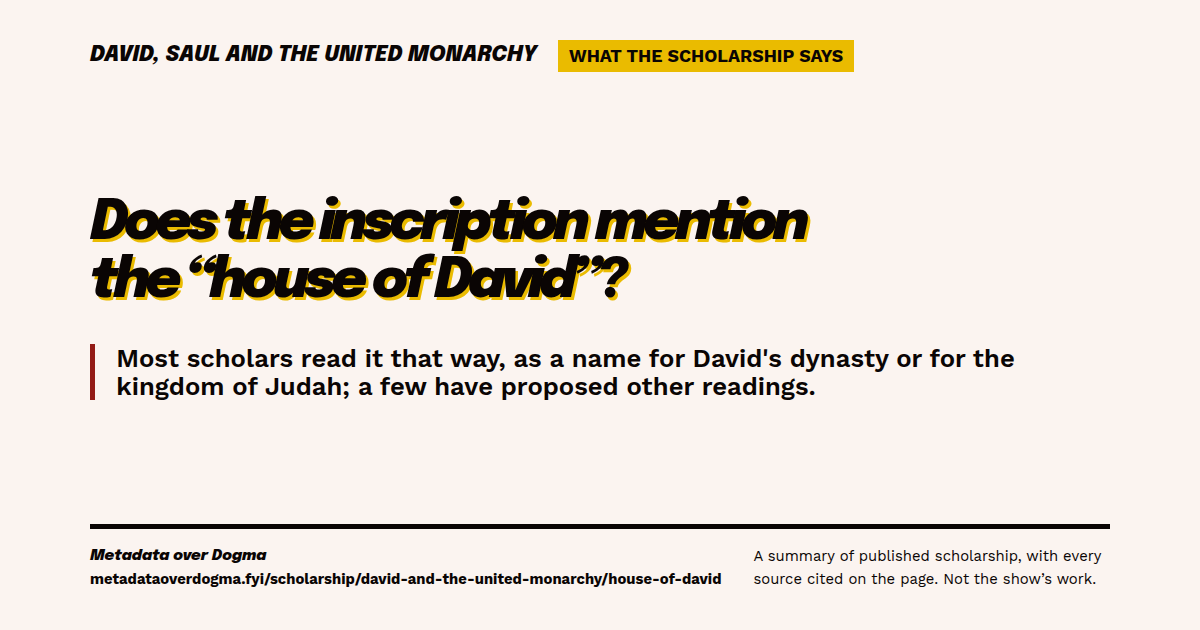 DAVID, SAUL AND THE UNITED MONARCHY
WHAT THE SCHOLARSHIP SAYS
Does the inscription mention
the “house of David”?
Most scholars read it that way, as a name for David's dynasty or for the
kingdom of Judah; a few have proposed other readings.
Metadata over Dogma
metadataoverdogma.fyi/scholarship/david-and-the-united-monarchy/house-of-david
A summary of published scholarship, with every
source cited on the page. Not the show’s work.